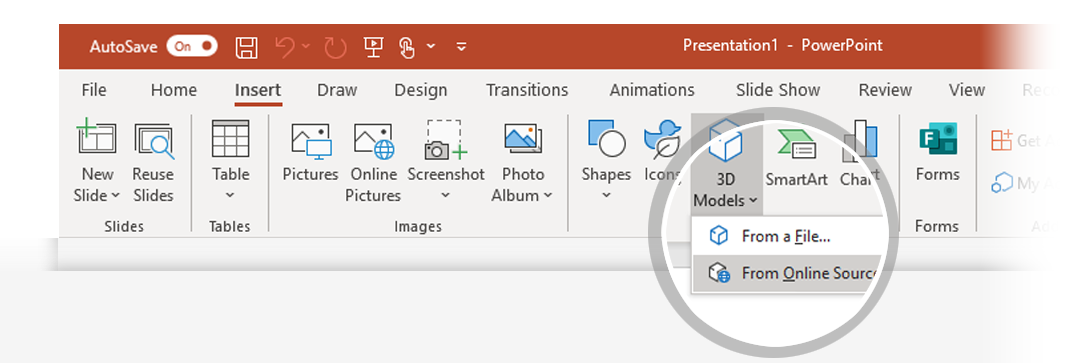 AutoSave On
Presentation1 - PowerPoint
File Home Insert Draw Design Transitions Animations Slide Show Review View
New Slide
Reuse Slides
Table
Pictures
Online Pictures
Screenshot
Photo Album
Shapes
Icons
3D Models
SmartArt
Chart
Forms
Get
My
Slides
Tables
Images
Forms
From a File...
From Online